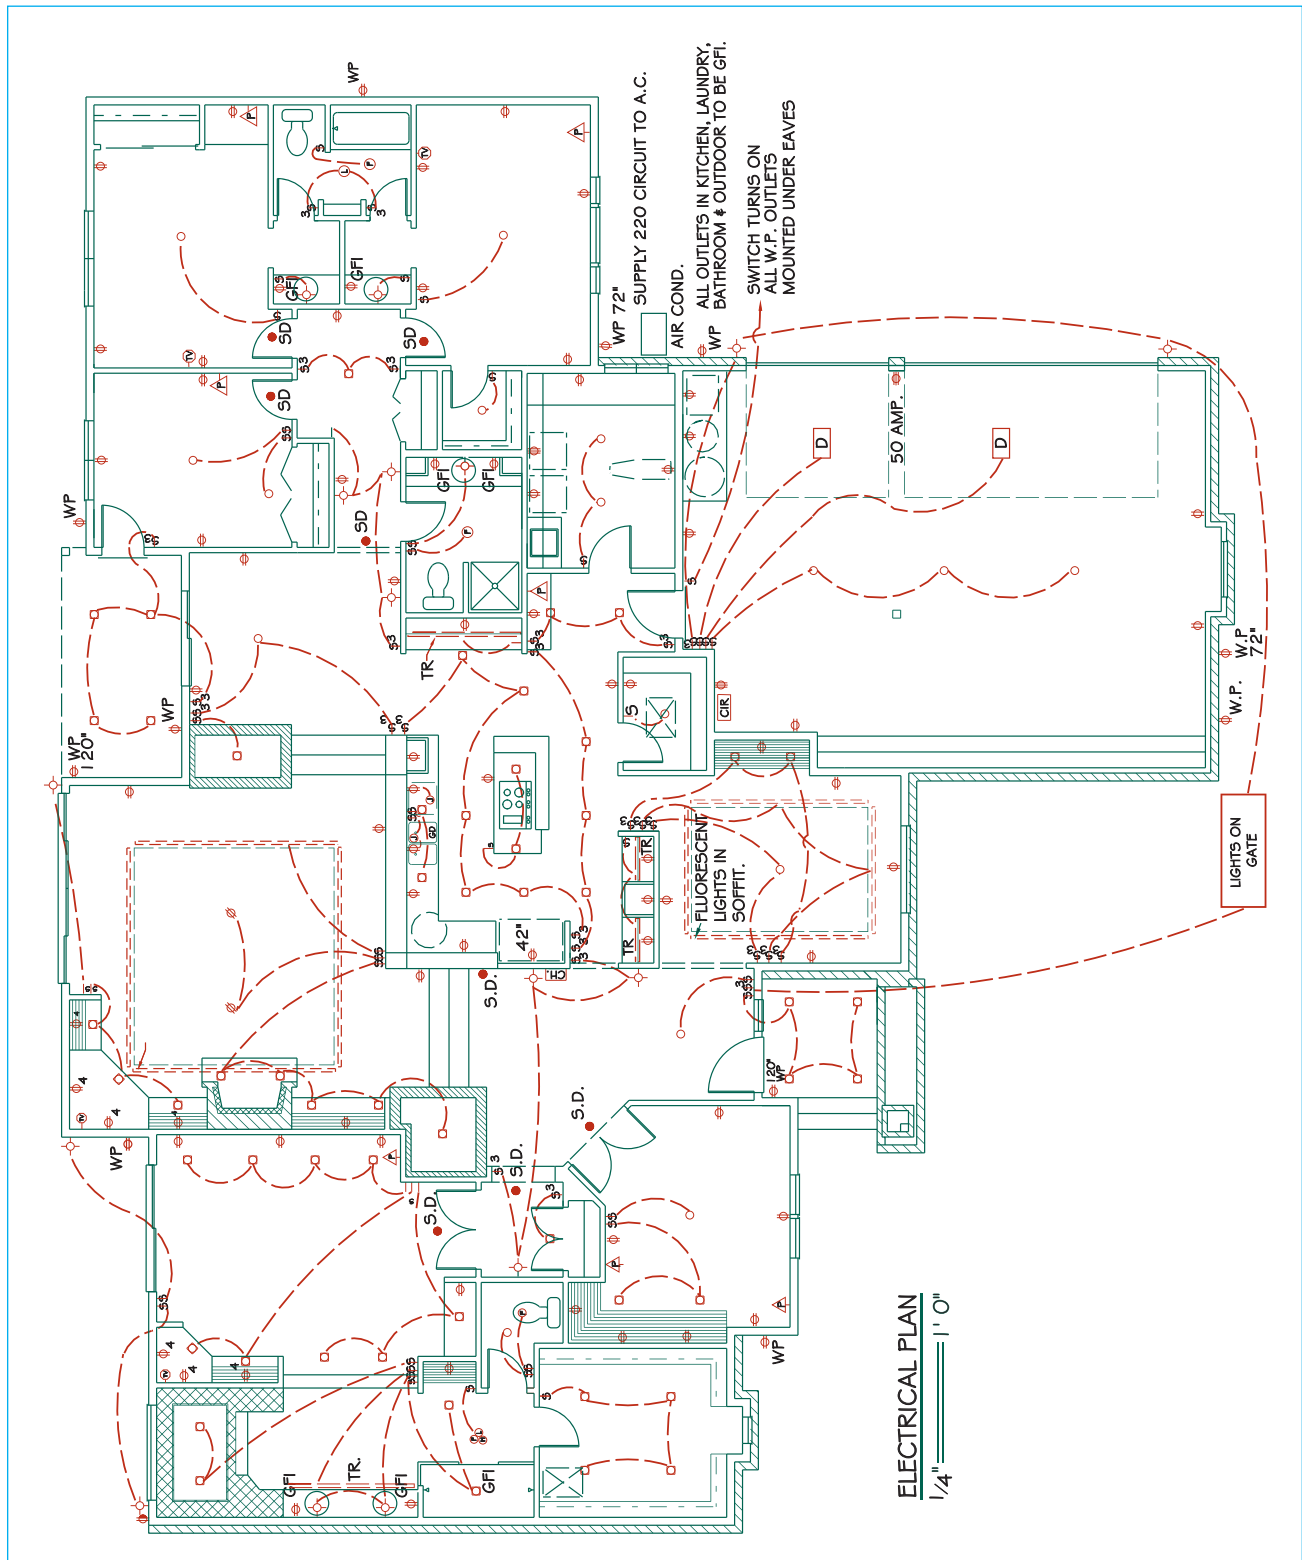 WP
SUPPLY 220 CIRCUIT TO A.C.
WP 72"
AIR COND.
ALL OUTLETS IN KITCHEN, LAUNDRY,
BATHROOM & OUTDOOR TO BE GFI.
WP
SWITCH TURNS ON
ALL W.P. OUTLETS
MOUNTED UNDER EAVES
GFI
GFI
SD
SD
SD
SD
WP
GFI
GFI
50 AMP.
D
D
TR
WP
WP
120"
CIR
W.P
72"
W.P.
LIGHTS ON
GATE
FLUORESCENT
LIGHTS IN
SOFFIT.
TR
TR
GD
42"
S.D.
S.D.
S.D.
S.D.
120"
WP
WP
WP
GFI
TR.
GFI
GFI
ELECTRICAL PLAN
1/4" 1' 0"